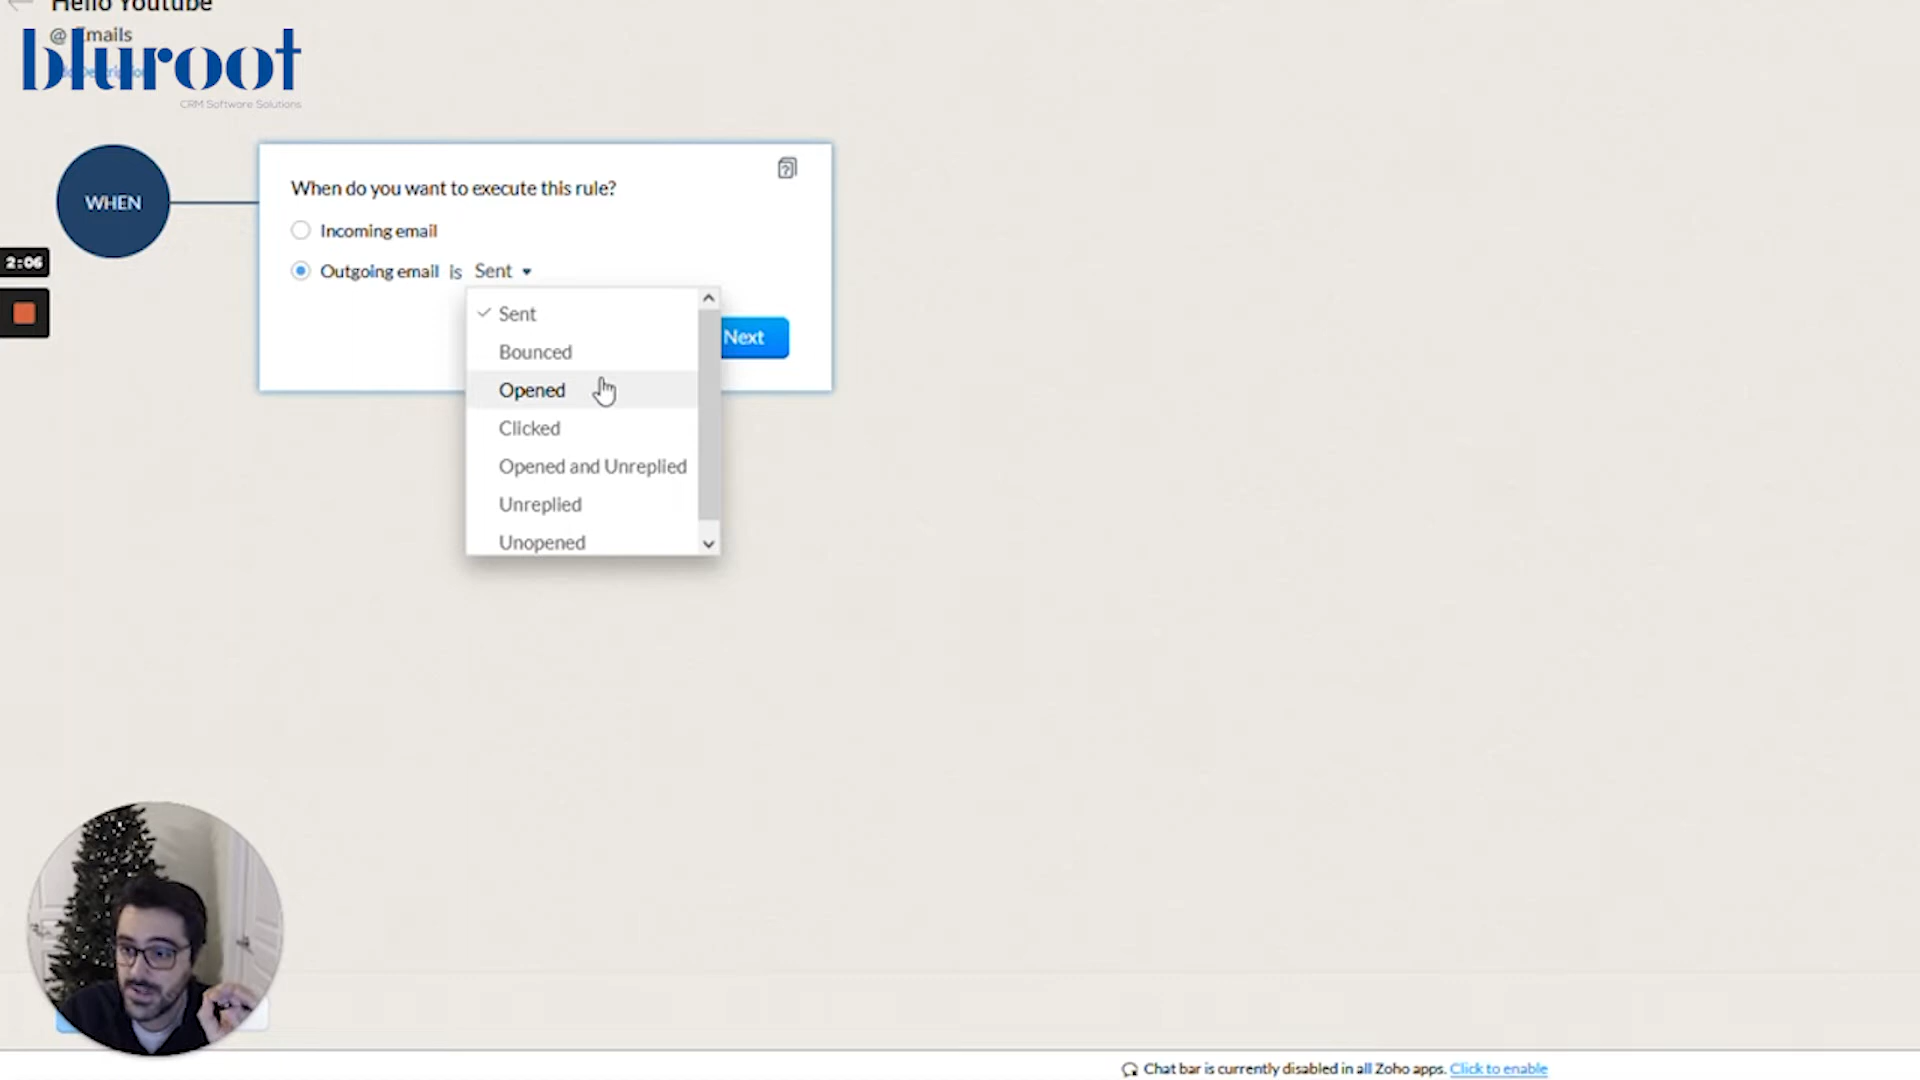 Hello Youtube
@ Emails
bluroot
CRM Software Solutions
WHEN
When do you want to execute this rule?
Incoming email
2:06
Outgoing email is Sent
Sent
Next
Bounced
Opened
Clicked
Opened and Unreplied
Unreplied
Unopened
Chat bar is currently disabled in all Zoho apps. Click to enable